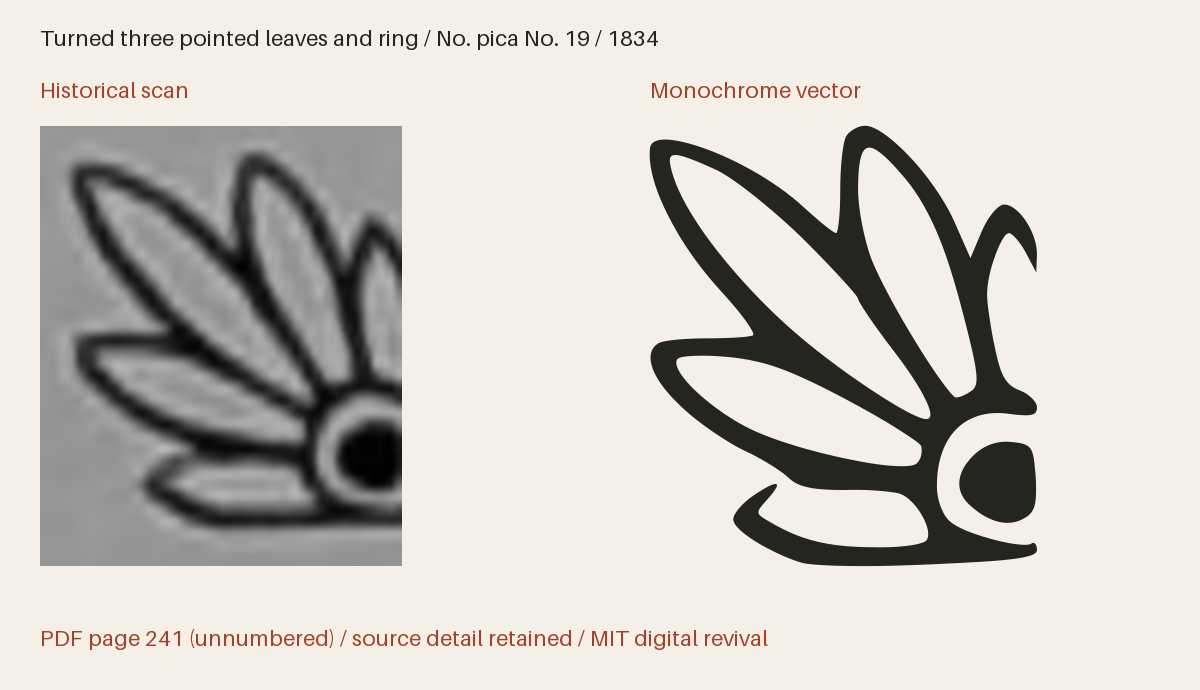 Turned three pointed leaves and ring / No. pica No. 19 / 1834
Historical scan
Monochrome vector
PDF page 241 (unnumbered) / source detail retained / MIT digital revival